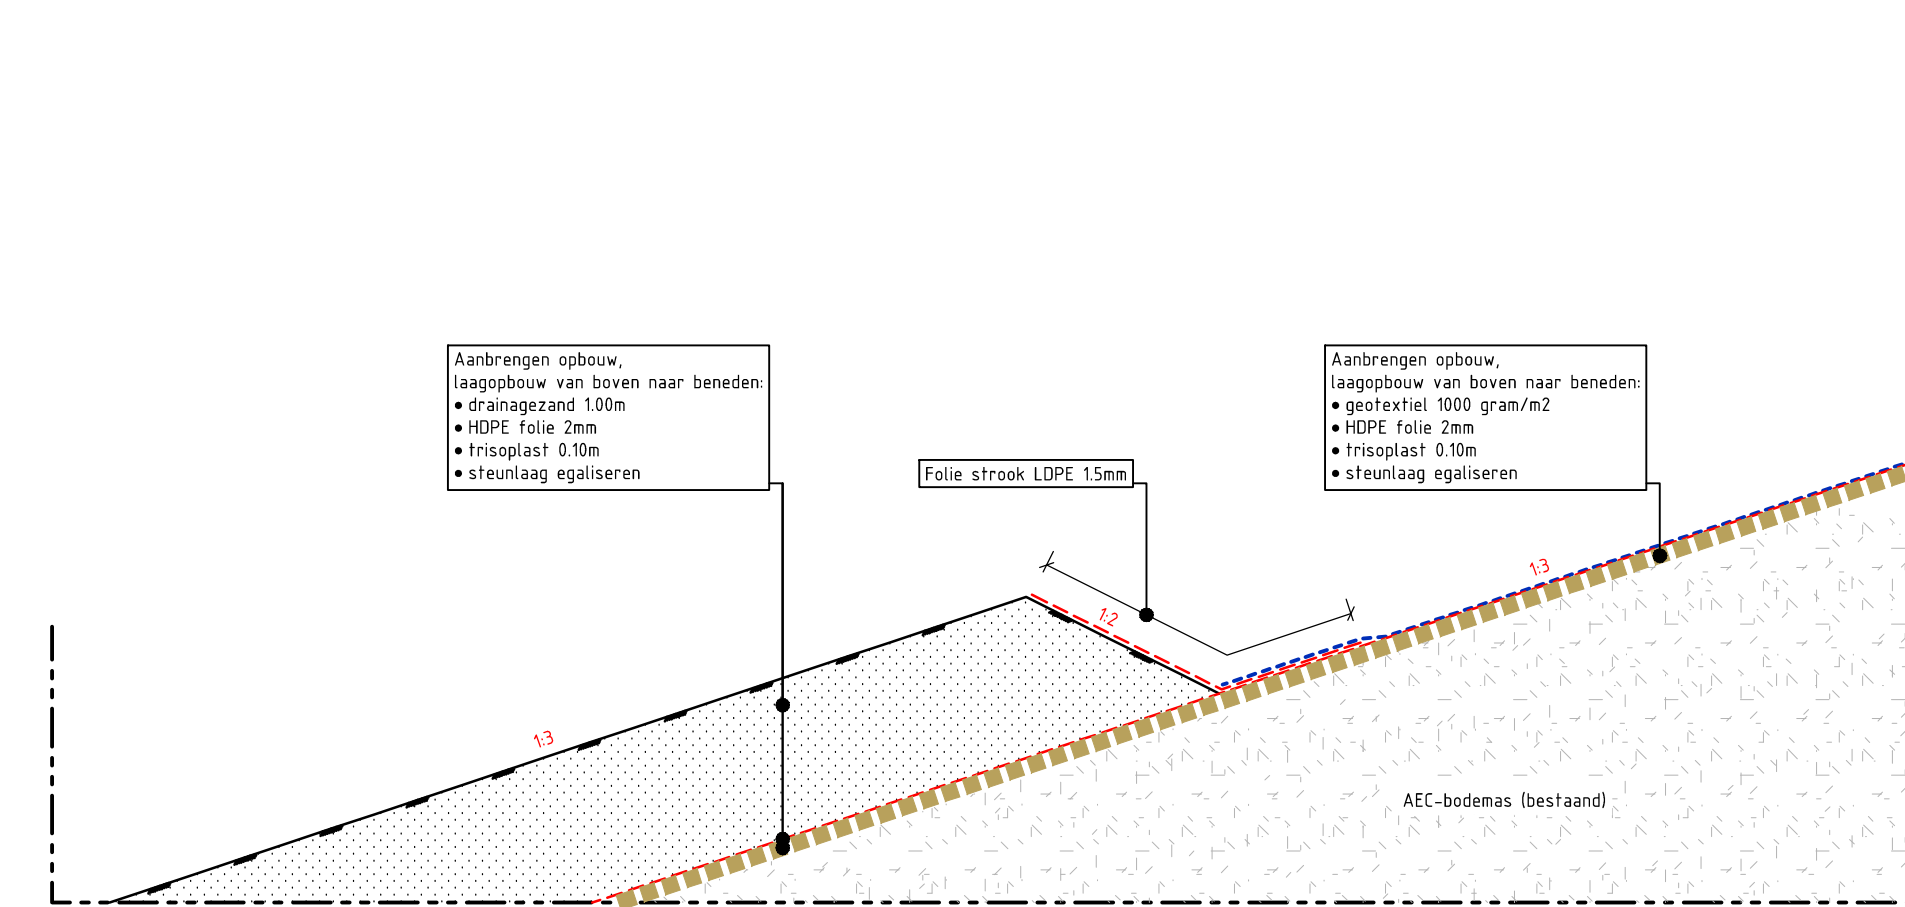 Aanbrengen opbouw,
laagopbouw van boven naar beneden:
● drainagezand 1.00m
● HDPE folie 2mm
● trisoplast 0.10m
● steunlaag egaliseren
Folie strook LDPE 1.5mm
Aanbrengen opbouw,
laagopbouw van boven naar beneden:
● geotextiel 1000 gram/m2
● HDPE folie 2mm
● trisoplast 0.10m
● steunlaag egaliseren
1:3
1:2
1:3
AEC-bodemas (bestaand)